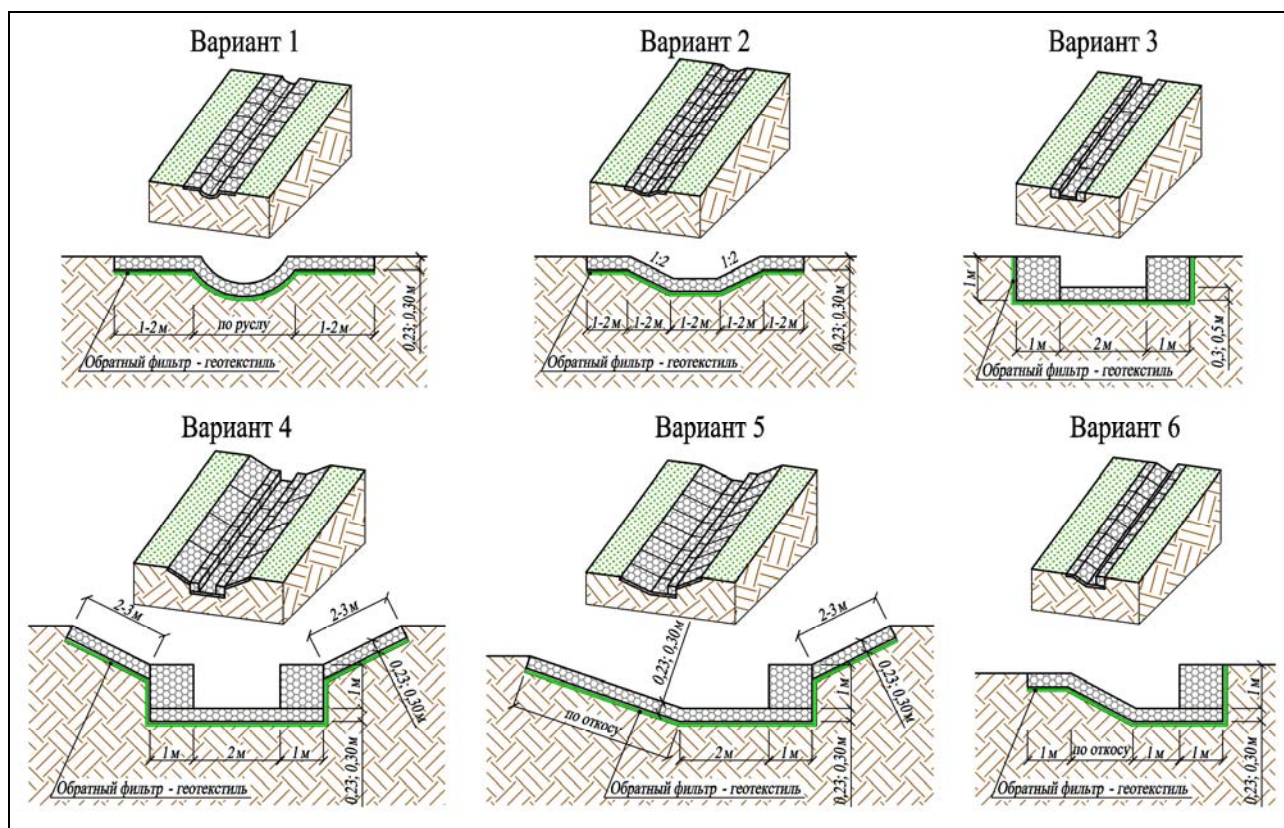 Вариант 1
1-2 м
по руслу
1-2 м
0,23; 0,30 м
Обратный фильтр - геотекстиль
Вариант 2
1:2
1:2
1-2 м
1-2 м
1-2 м
1-2 м
1-2 м
0,23; 0,30 м
Обратный фильтр - геотекстиль
Вариант 3
1 м
1 м
2 м
1 м
0,3; 0,5 м
Обратный фильтр - геотекстиль
Вариант 4
2-3 м
2-3 м
0,23; 0,30 м
1 м
1 м
2 м
1 м
0,23; 0,30 м
Обратный фильтр - геотекстиль
Вариант 5
0,23; 0,30 м
2-3 м
0,23; 0,30 м
1 м
по откосу
2 м
1 м
0,23; 0,30 м
Обратный фильтр - геотекстиль
Вариант 6
1 м
1 м
по откосу
1 м
1 м
0,23; 0,30 м
Обратный фильтр - геотекстиль